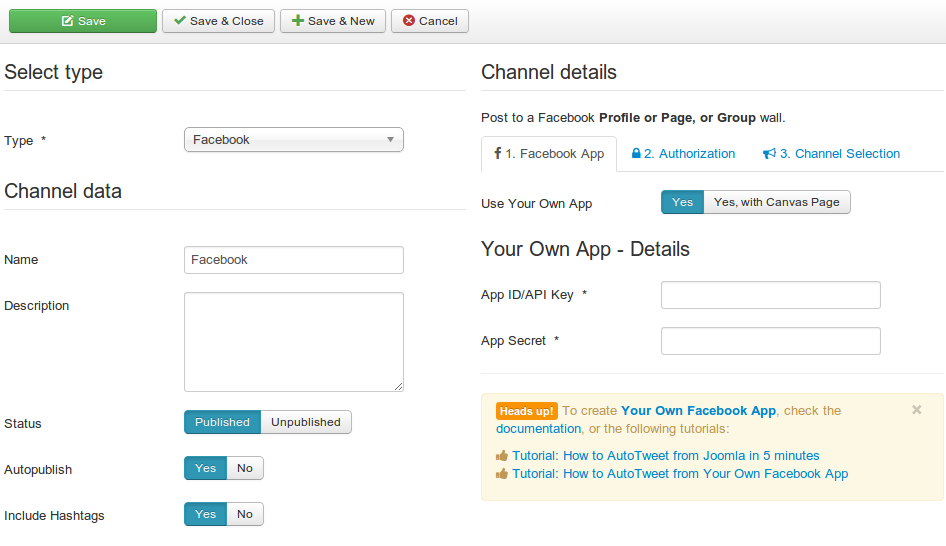 Save Save & Close Save & New Cancel
Select type
Type * Facebook
Channel data
Name Facebook
Description
Status Published Unpublished
Autopublish Yes No
Include Hashtags Yes No
Channel details
Post to a Facebook Profile or Page, or Group wall.
1. Facebook App 2. Authorization 3. Channel Selection
Use Your Own App Yes Yes, with Canvas Page
Your Own App - Details
App ID/API Key *
App Secret *
Heads up! To create Your Own Facebook App, check the
documentation, or the following tutorials:
Tutorial: How to AutoTweet from Joomla in 5 minutes
Tutorial: How to AutoTweet from Your Own Facebook App